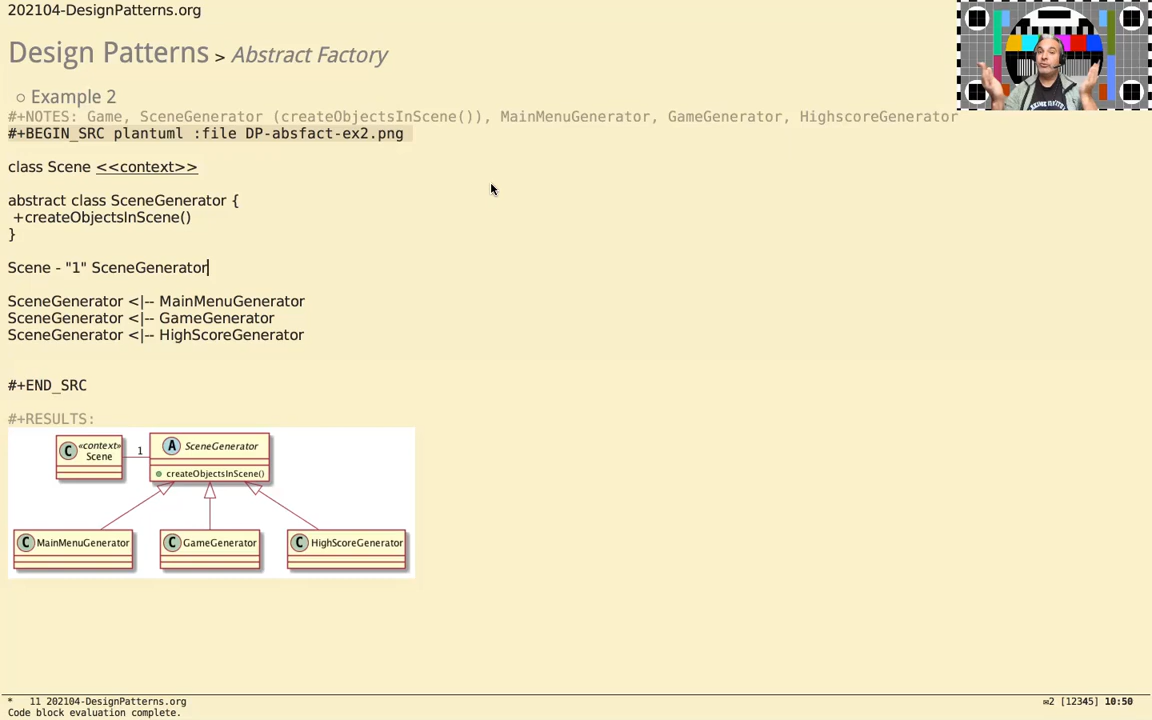 202104-DesignPatterns.org
Design Patterns > Abstract Factory
○ Example 2
#+NOTES: Game, SceneGenerator (createObjectsInScene()), MainMenuGenerator, GameGenerator, HighscoreGenerator
#+BEGIN_SRC plantuml :file DP-absfact-ex2.png
class Scene <<context>>
abstract class SceneGenerator {
+createObjectsInScene()
}
Scene - "1" SceneGenerator
SceneGenerator <|-- MainMenuGenerator
SceneGenerator <|-- GameGenerator
SceneGenerator <|-- HighScoreGenerator
#+END_SRC
#+RESULTS:
C «context» Scene
1
A SceneGenerator
createObjectsInScene()
C MainMenuGenerator
C GameGenerator
C HighScoreGenerator
* 11 202104-DesignPatterns.org
✉2 [12345] 10:50
Code block evaluation complete.